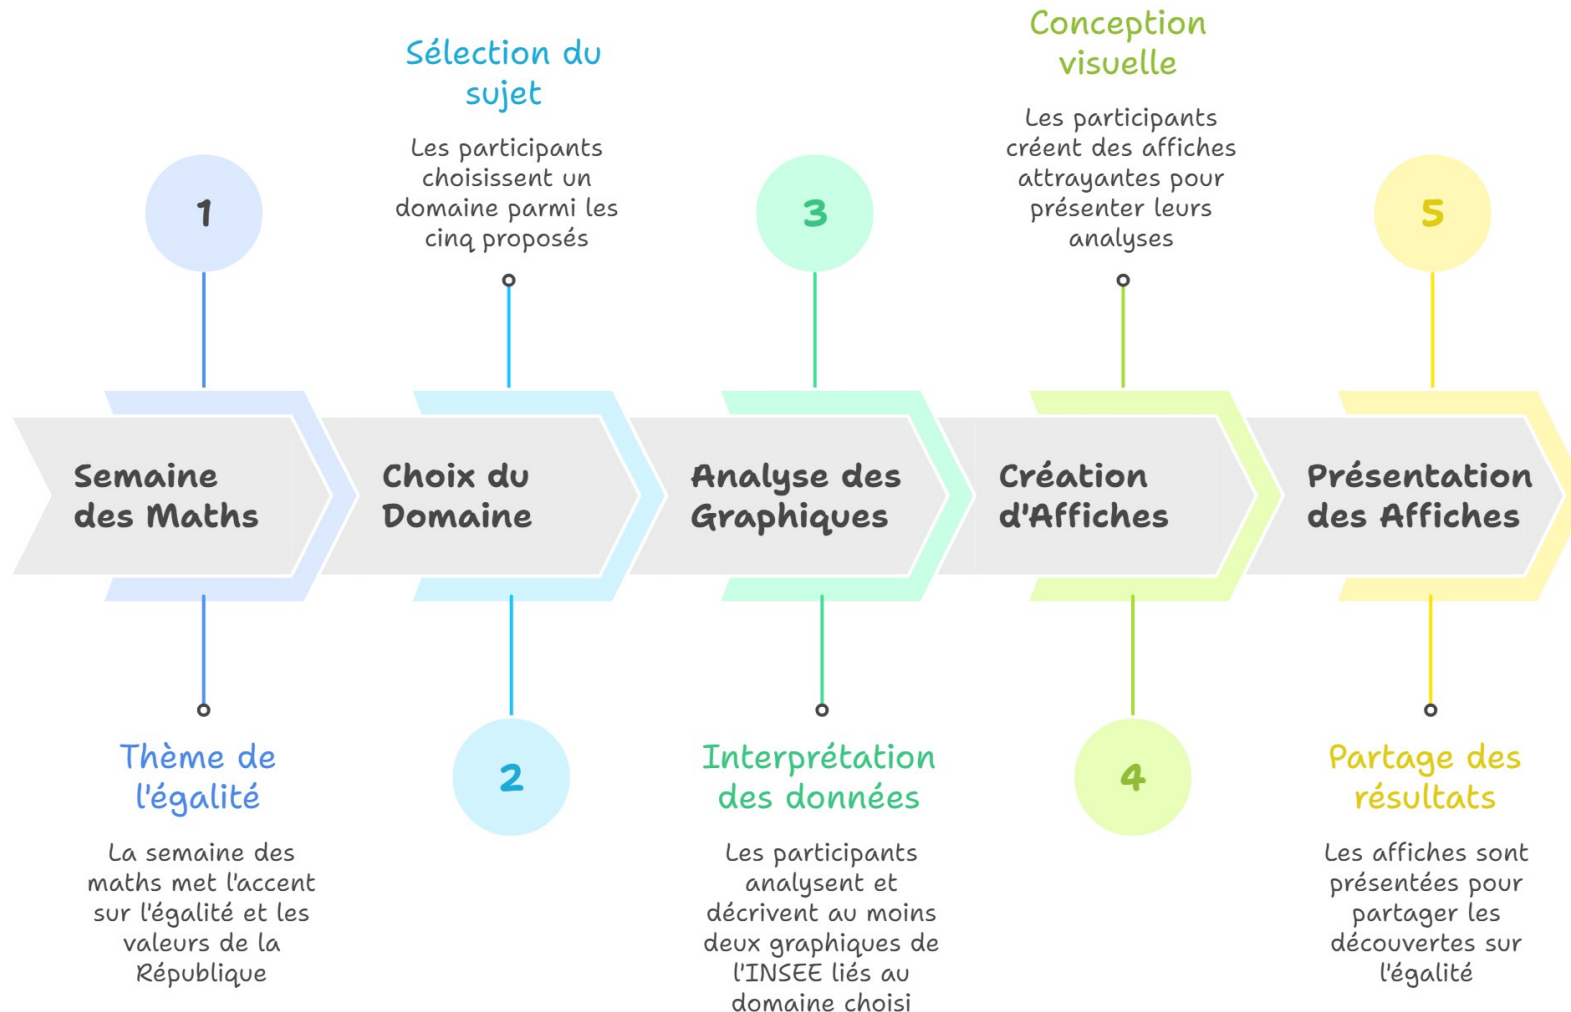 1
Semaine
des Maths
Thème de
l'égalité
La semaine des
maths met l'accent
sur l'égalité et les
valeurs de la
République
Sélection du
sujet
Les participants
choisissent un
domaine parmi les
cinq proposés
Choix du
Domaine
2
3
Analyse des
Graphiques
Interprétation
des données
Les participants
analysent et
décrivent au moins
deux graphiques de
l'INSEE liés au
domaine choisi
Conception
visuelle
Les participants
créent des affiches
attrayantes pour
présenter leurs
analyses
Création
d'Affiches
4
5
Présentation
des Affiches
Partage des
résultats
Les affiches sont
présentées pour
partager les
découvertes sur
l'égalité